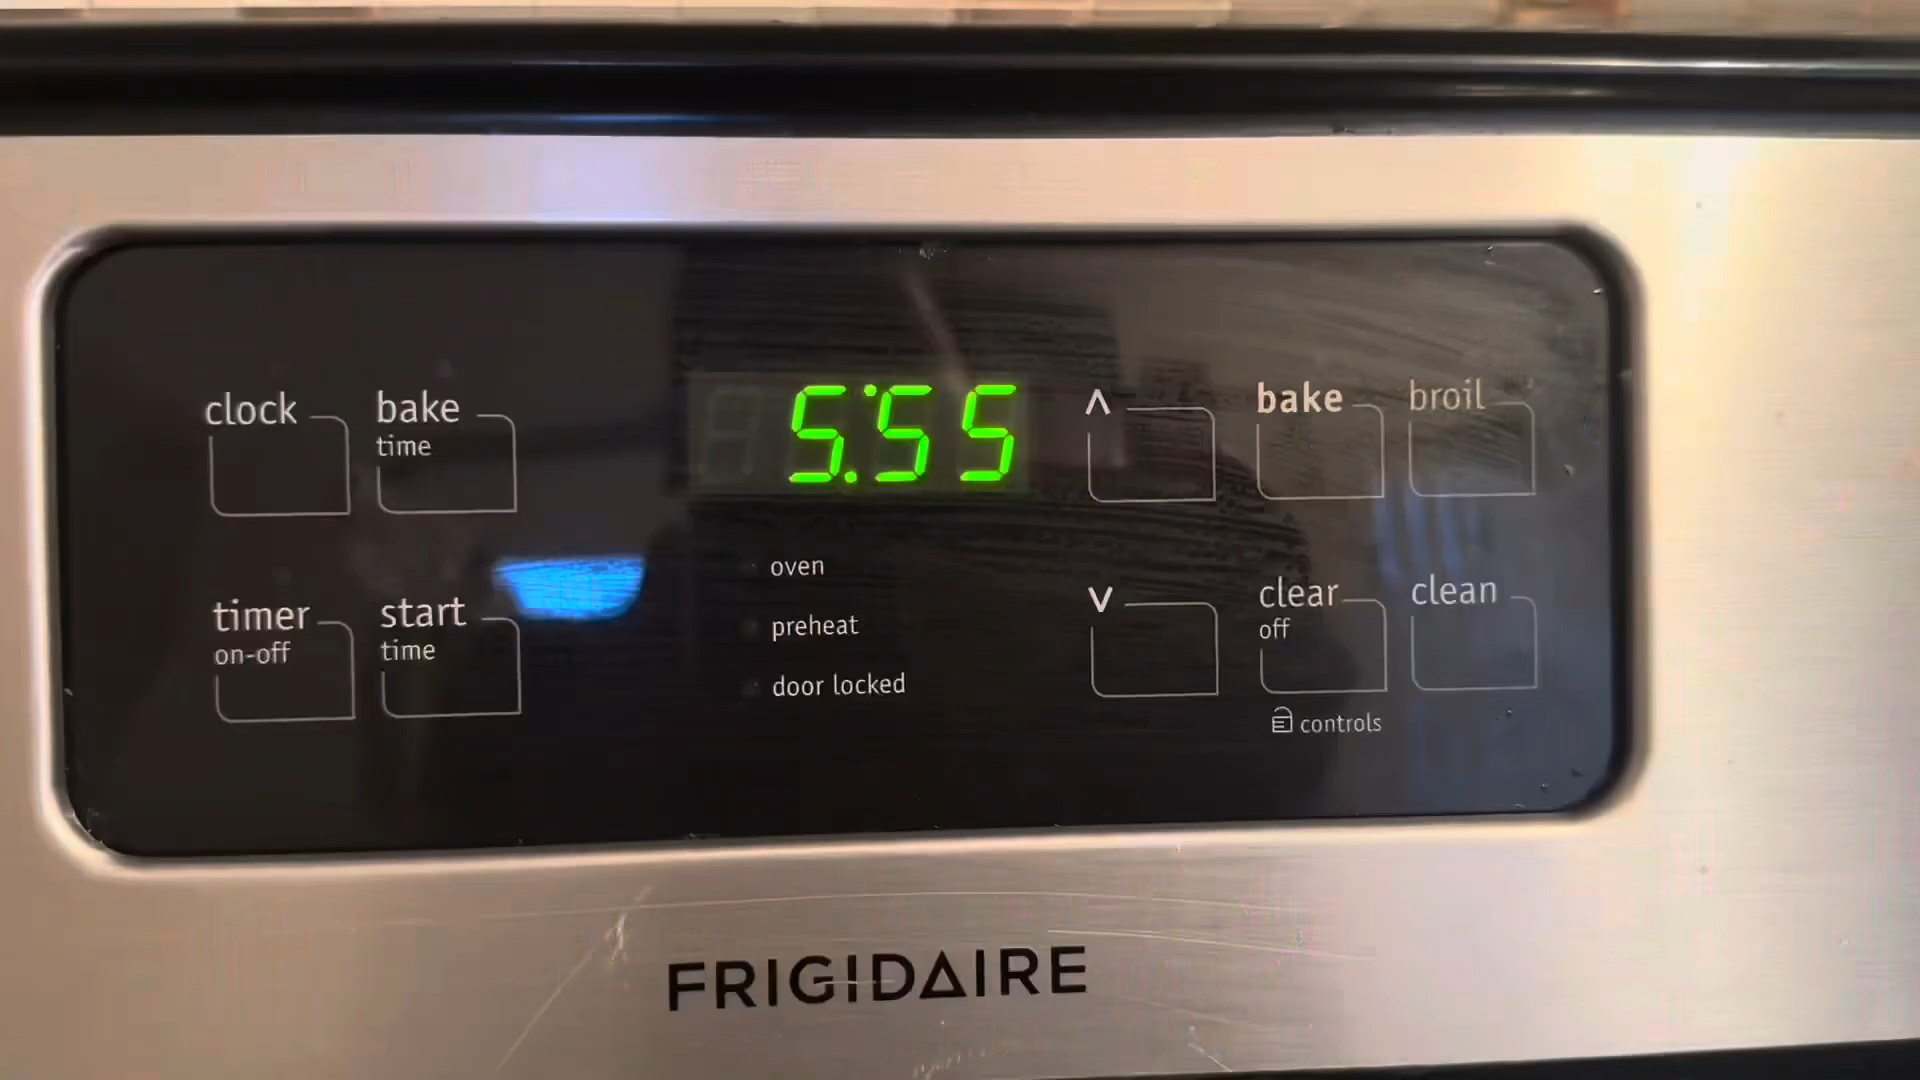 clock
bake
time
5:55
^
bake
broil
timer
on-off
start
time
oven
preheat
door locked
v
clear
off
clean
controls
FRIGIDAIRE